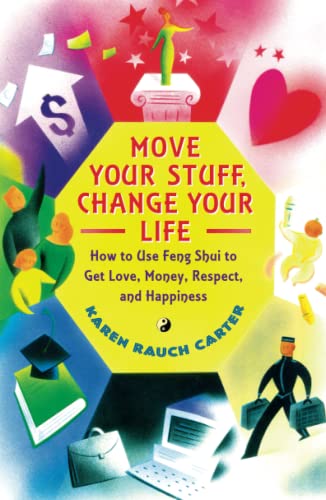 $
MOVE
YOUR STUFF,
CHANGE YOUR
LIFE
How to Use Feng Shui to
Get Love, Money, Respect,
and Happiness
KAREN RAUCH CARTER